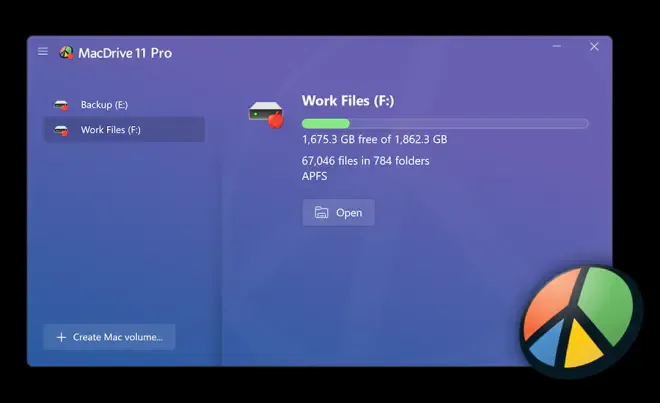 MacDrive 11 Pro
Backup (E:)
Work Files (F:)
Work Files (F:)
1,675.3 GB free of 1,862.3 GB
67,046 files in 784 folders
APFS
Open
Create Mac volume...